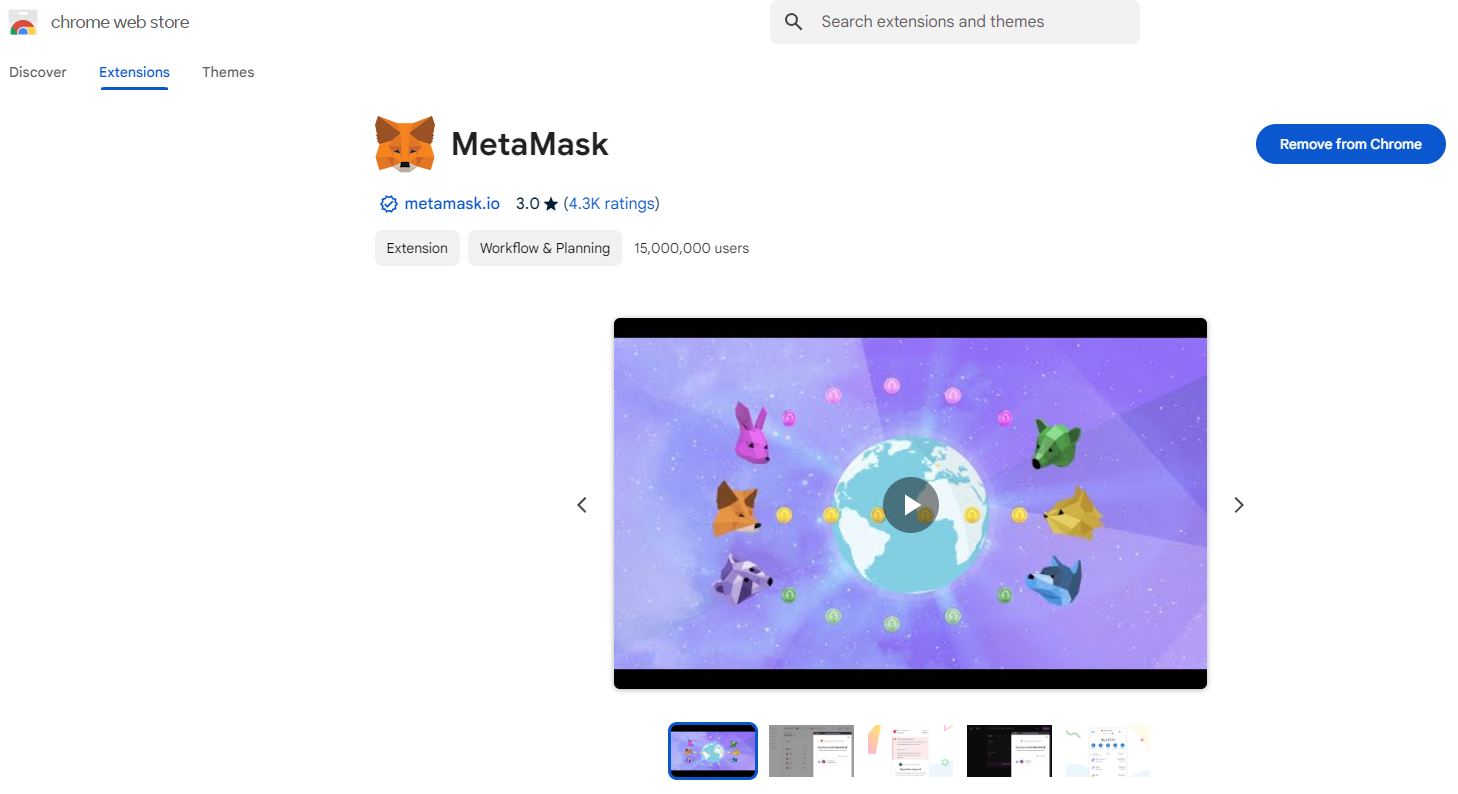 chrome web store
Search extensions and themes
Discover
Extensions
Themes
MetaMask
Remove from Chrome
metamask.io 3.0 ★ (4.3K ratings)
Extension
Workflow & Planning
15,000,000 users